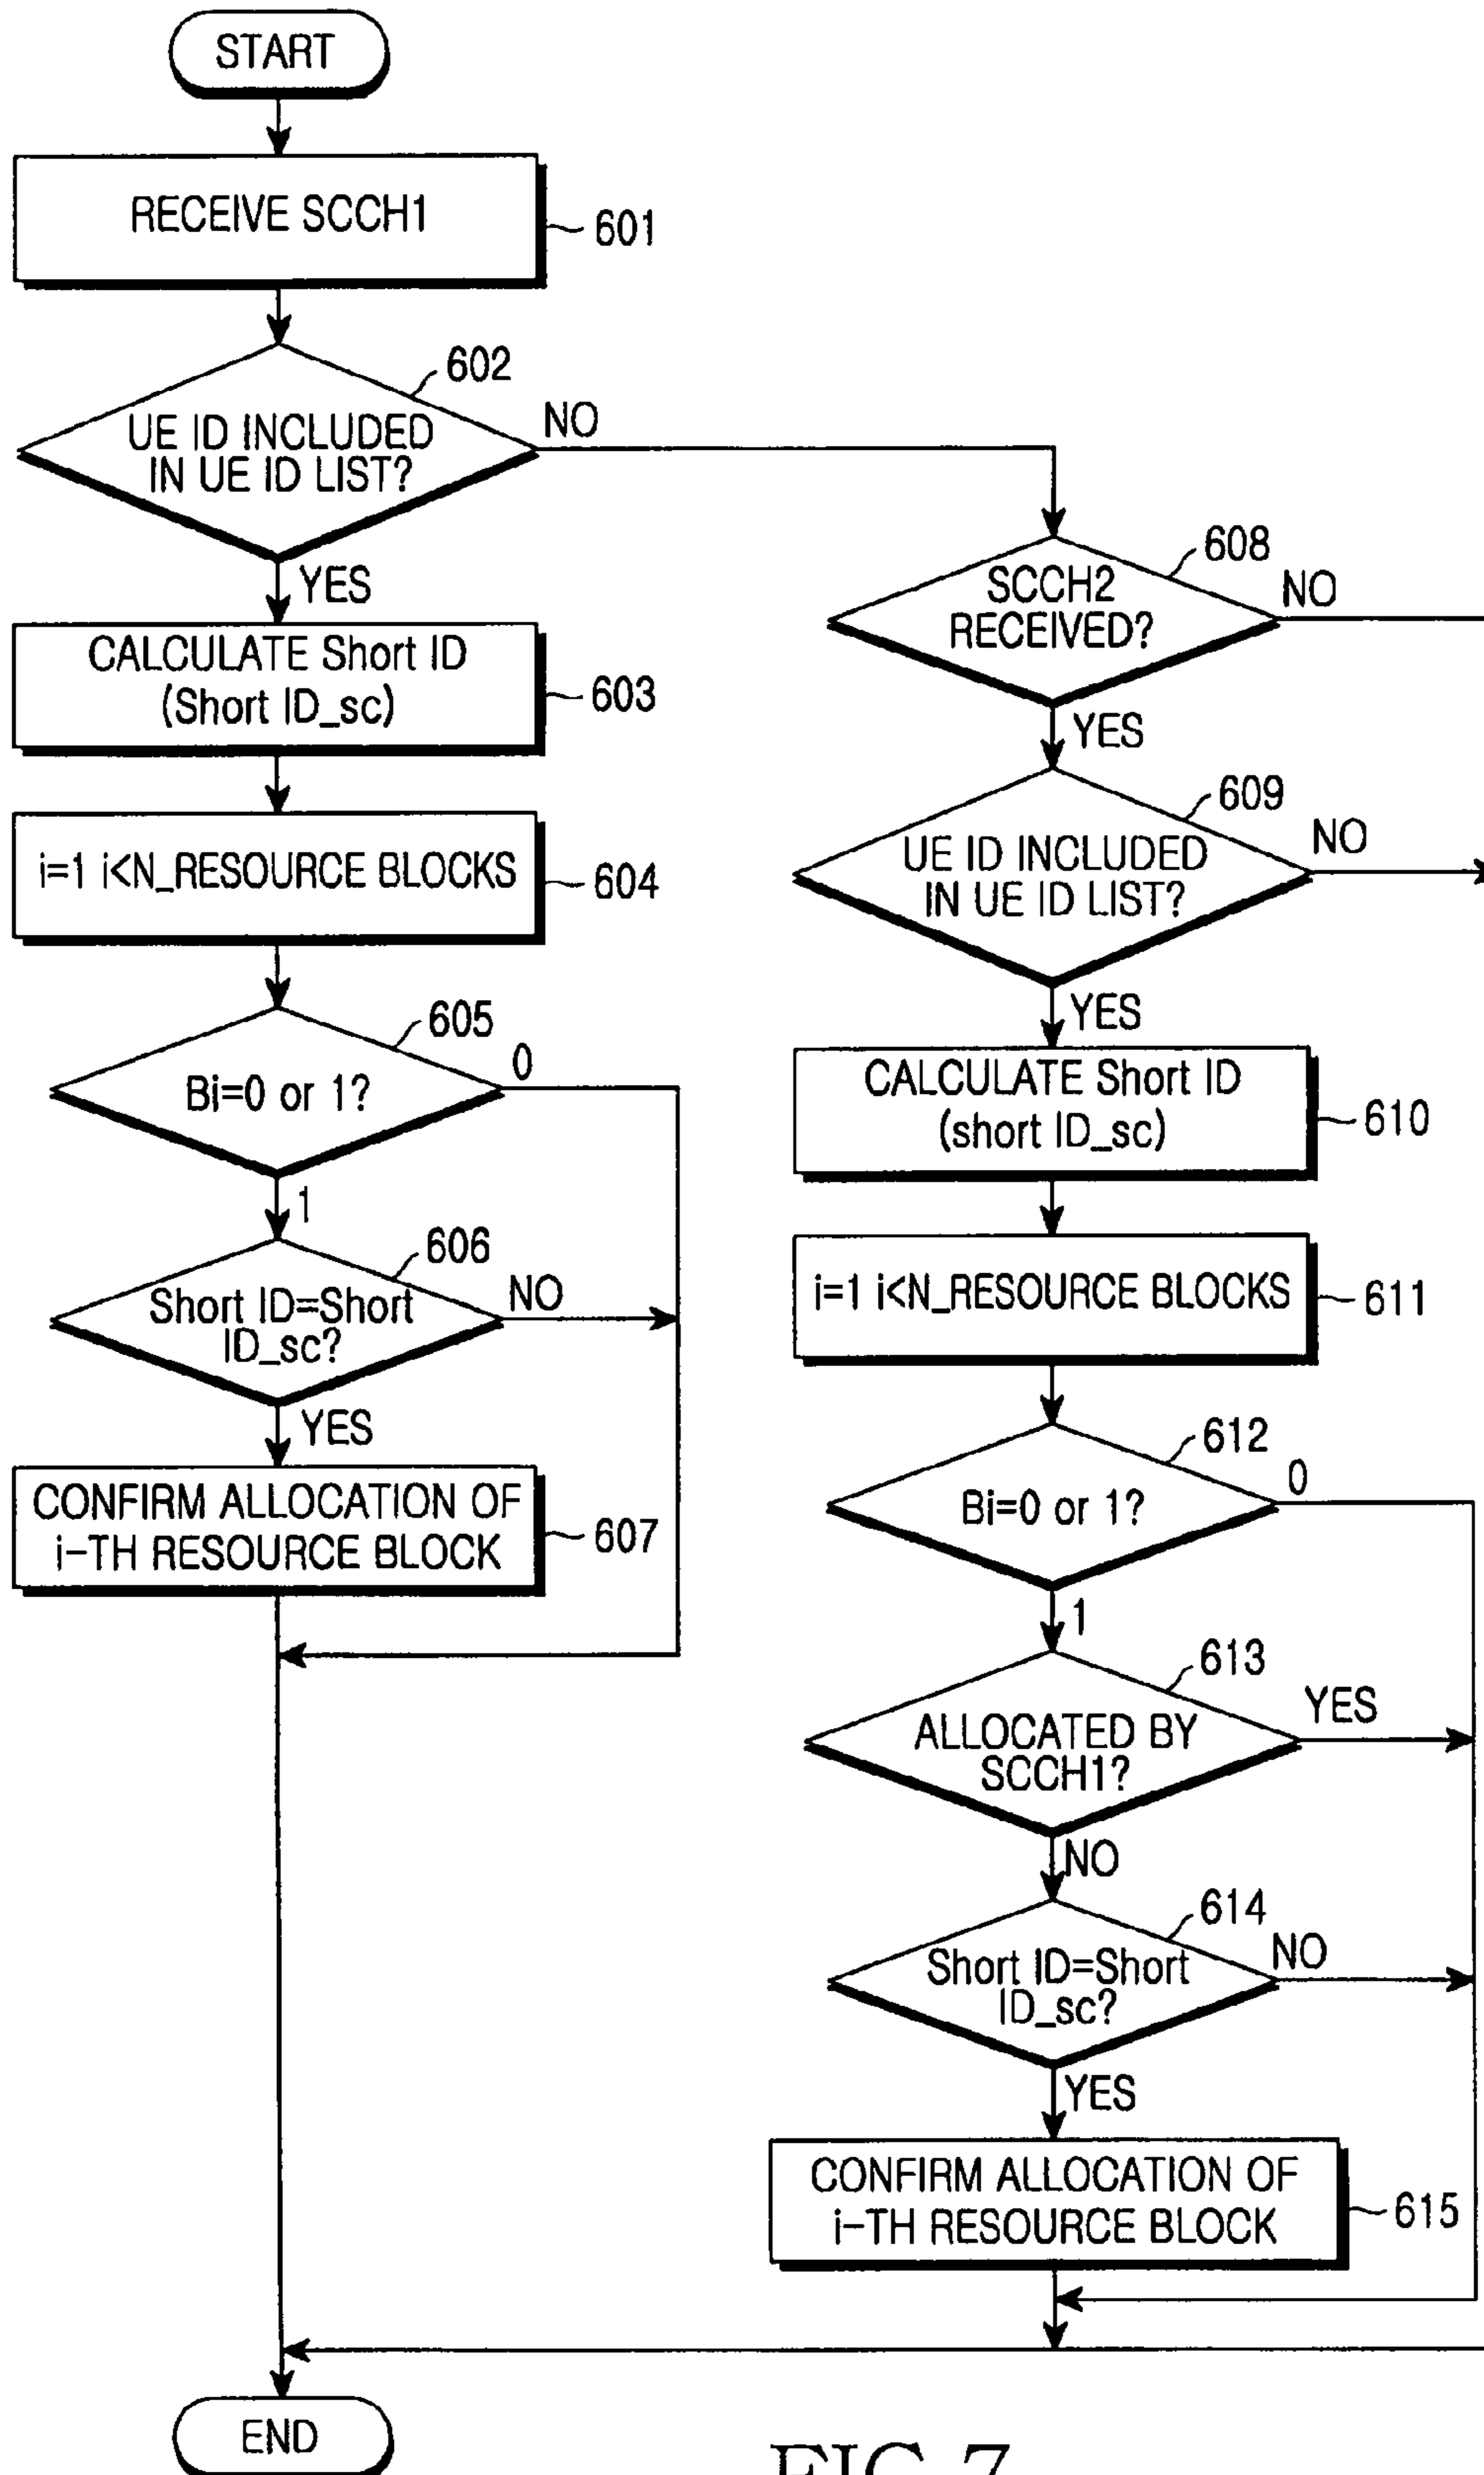 START
RECEIVE SCCH1
601
602
UE ID INCLUDED
IN UE ID LIST?
NO
YES
CALCULATE Short ID
(Short ID_sc)
603
i=1 i<N_RESOURCE BLOCKS
604
605
Bi=0 or 1?
0
1
606
Short ID=Short
ID_sc?
NO
YES
CONFIRM ALLOCATION OF
i-TH RESOURCE BLOCK
607
608
SCCH2
RECEIVED?
NO
YES
609
UE ID INCLUDED
IN UE ID LIST?
NO
YES
CALCULATE Short ID
(short ID_sc)
610
i=1 i<N_RESOURCE BLOCKS
611
612
Bi=0 or 1?
0
1
613
ALLOCATED BY
SCCH1?
YES
NO
614
Short ID=Short
ID_sc?
NO
YES
CONFIRM ALLOCATION OF
i-TH RESOURCE BLOCK
615
END
FIG.7